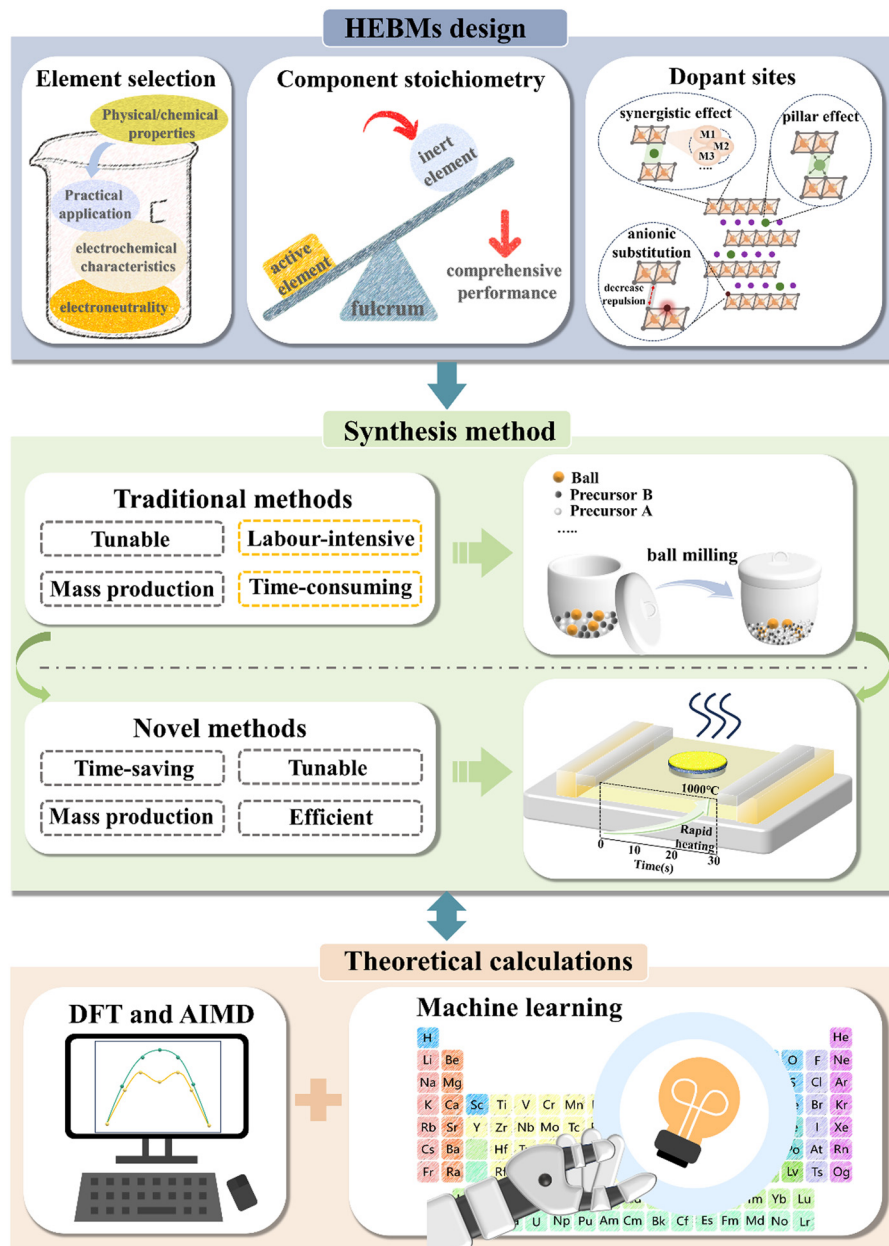 HEBMs design
Element selection
Physical/chemical
properties
Practical
application
electrochemical
characteristics
electroneutrality
Component stoichiometry
inert
element
active
element
fulcrum
comprehensive
performance
Dopant sites
synergistic effect
M1
M2
M3
....
pillar effect
anionic
substitution
decrease
repulsion
Synthesis method
Traditional methods
Tunable
Labour-intensive
Mass production
Time-consuming
Ball
Precursor B
Precursor A
.....
ball milling
Novel methods
Time-saving
Tunable
Mass production
Efficient
1000°C
Rapid
heating
0 10 20 30
Time(s)
Theoretical calculations
DFT and AIMD
Machine learning
H He
Li Be O F Ne
Na Mg S Cl Ar
K Ca Sc Ti V Cr Mn Br Kr
Rb Sr Y Zr Nb Mo Tc I Xe
Cs Ba Hf Po At Rn
Fr Ra Rf Lv Ts Og
Tm Yb Lu
U Np Pu Am Cm Bk Cf Es Fm Md No Lr